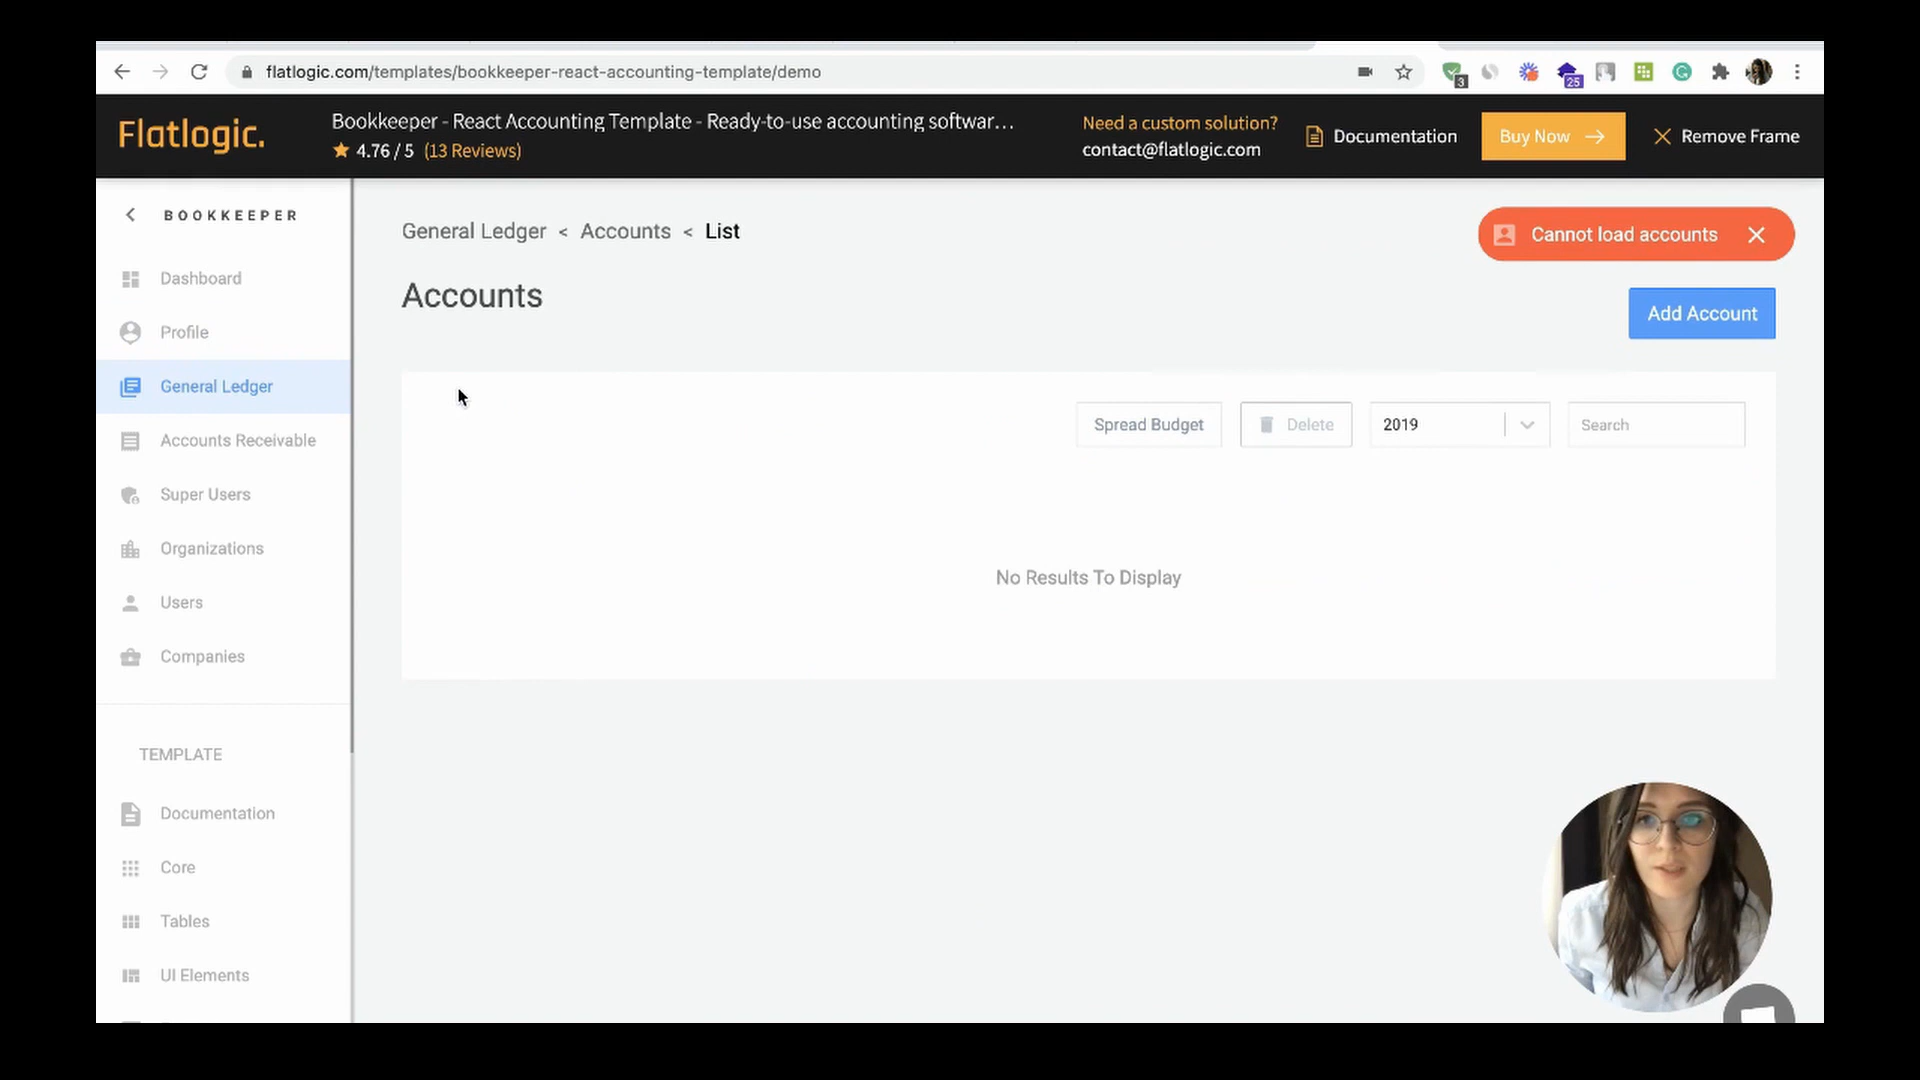 flatlogic.com/templates/bookkeeper-react-accounting-template/demo
3
25
Flatlogic.
Bookkeeper - React Accounting Template - Ready-to-use accounting softwar...
4.76 / 5 (13 Reviews)
Need a custom solution?
contact@flatlogic.com
Documentation
Buy Now
Remove Frame
BOOKKEEPER
Dashboard
Profile
General Ledger
Accounts Receivable
Super Users
Organizations
Users
Companies
TEMPLATE
Documentation
Core
Tables
UI Elements
General Ledger < Accounts < List
Cannot load accounts
Accounts
Add Account
Spread Budget
Delete
2019
Search
No Results To Display